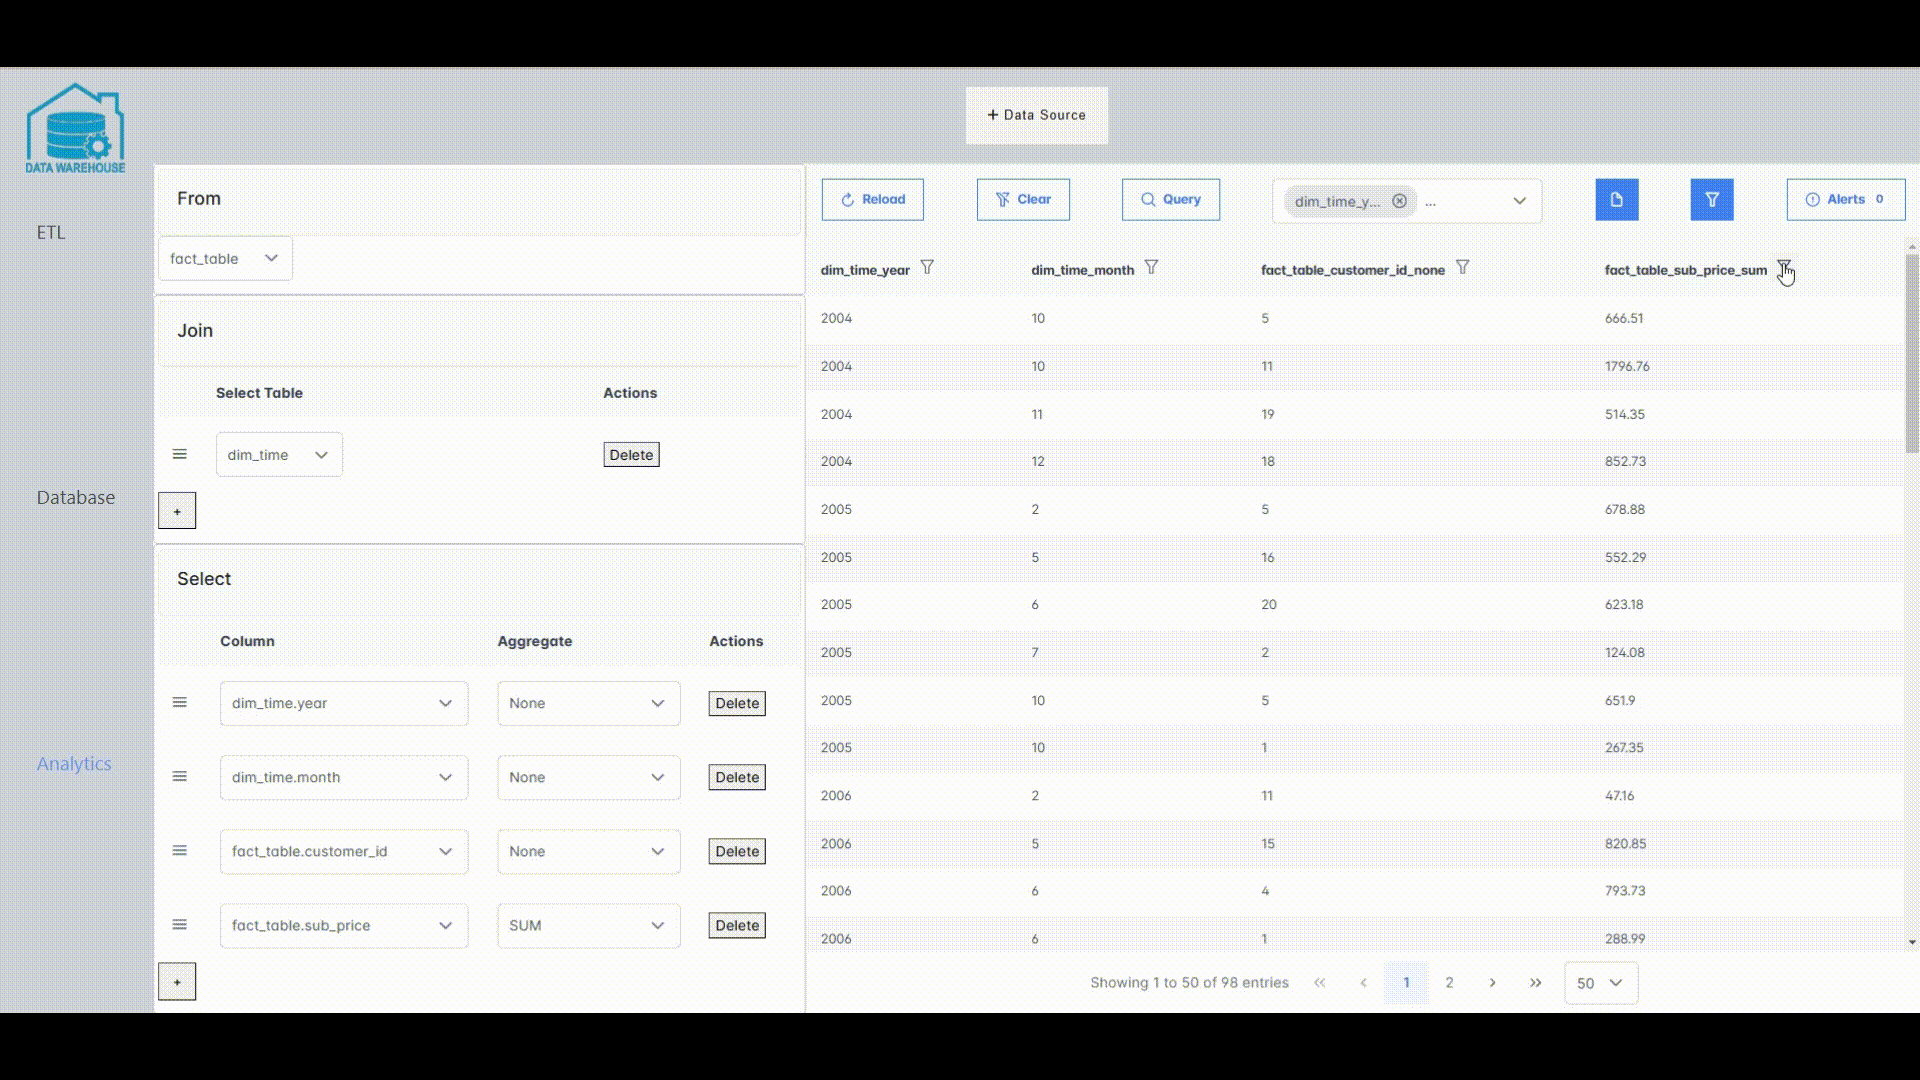 DATA WAREHOUSE
ETL
Database
Analytics
+ Data Source
From
fact_table
Join
Select Table Actions
dim_time Delete
+
Select
Column Aggregate Actions
dim_time.year None Delete
dim_time.month None Delete
fact_table.customer_id None Delete
fact_table.sub_price SUM Delete
+
Reload Clear Query dim_time_y... ... Alerts 0
dim_time_year dim_time_month fact_table_customer_id_none fact_table_sub_price_sum
2004 10 5 666.51
2004 10 11 1796.76
2004 11 19 514.35
2004 12 18 852.73
2005 2 5 678.88
2005 5 16 552.29
2005 6 20 623.18
2005 7 2 124.08
2005 10 5 651.9
2005 10 1 267.35
2006 2 11 47.16
2006 5 15 820.85
2006 6 4 793.73
2006 6 1 288.99
Showing 1 to 50 of 98 entries « ‹ 1 2 › » 50